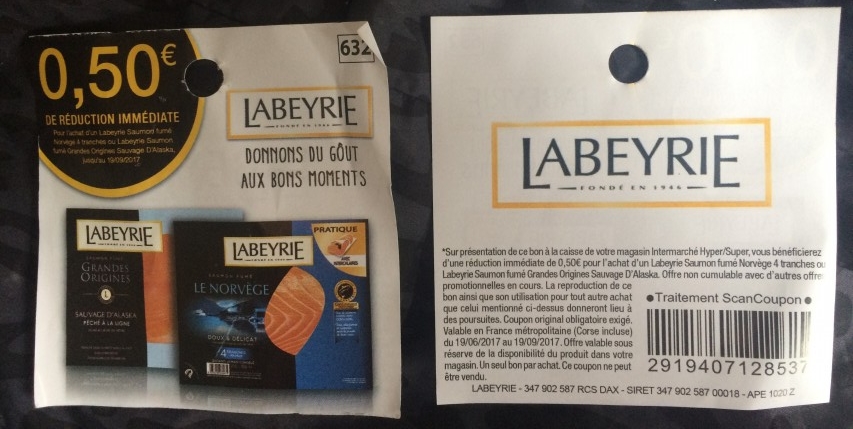 0,50€
DE RÉDUCTION IMMÉDIATE
Pour l'achat d'un Labeyrie Saumon fumé
Norvège 4 tranches ou Labeyrie Saumon
fumé Grandes Origines Sauvage D'Alaska,
jusqu'au 19/09/2017
632
LABEYRIE
FONDÉ EN 1946
DONNONS DU GOÛT
AUX BONS MOMENTS
LABEYRIE
SAUMON FUMÉ
GRANDES
ORIGINES
L
SAUVAGE D'ALASKA
PÊCHÉ À LA LIGNE
LABEYRIE
SAUMON FUMÉ
LE NORVÈGE
DOUX & DÉLICAT
4
PRATIQUE
LABEYRIE
FONDÉ EN 1946
*Sur présentation de ce bon à la caisse de votre magasin Intermarché Hyper/Super, vous bénéficierez
d'une réduction immédiate de 0,50€ pour l'achat d'un Labeyrie Saumon fumé Norvège 4 tranches ou
Labeyrie Saumon fumé Grandes Origines Sauvage D'Alaska. Offre non cumulable avec d'autres offres
promotionnelles en cours. La reproduction de ce
bon ainsi que son utilisation pour tout autre achat
que celui mentionné ci-dessus donneront lieu à
des poursuites. Coupon original obligatoire exigé.
Valable en France métropolitaine (Corse incluse)
du 19/06/2017 au 19/09/2017. Offre valable sous
réserve de la disponibilité du produit dans votre
magasin. Un seul bon par achat. Ce coupon ne peut
être vendu.
•Traitement ScanCoupon•
2919407128537
LABEYRIE - 347 902 587 RCS DAX - SIRET 347 902 587 00018 - APE 1020 Z